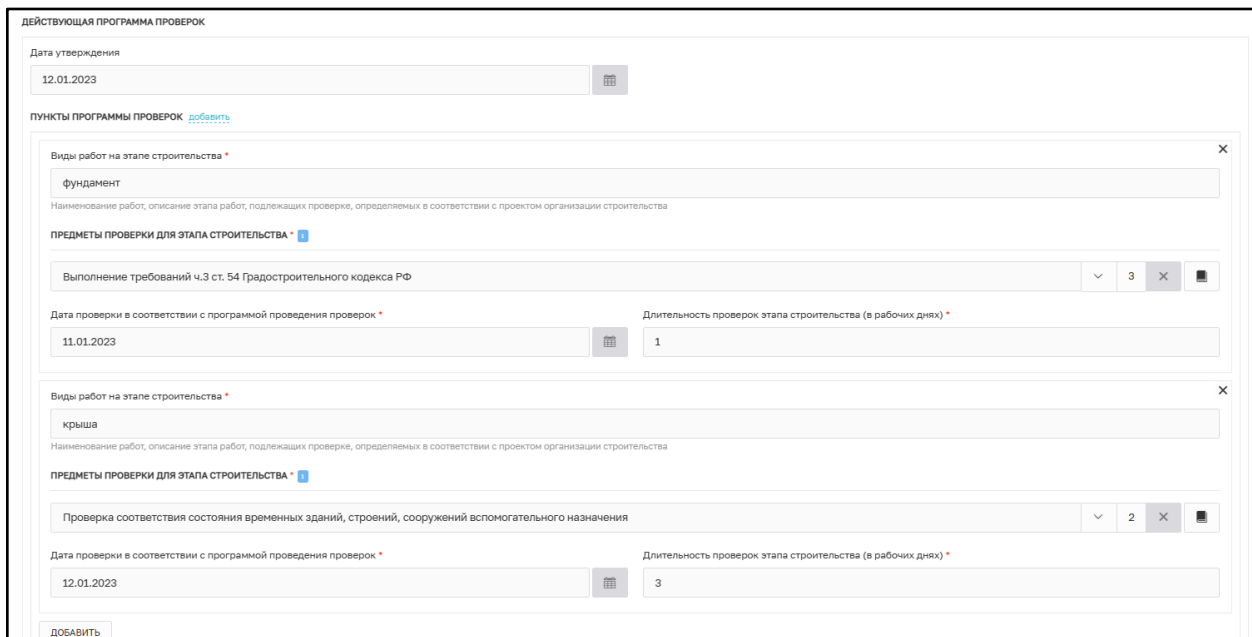 ДЕЙСТВУЮЩАЯ ПРОГРАММА ПРОВЕРОК
Дата утверждения
12.01.2023
ПУНКТЫ ПРОГРАММЫ ПРОВЕРОК добавить
Виды работ на этапе строительства *
фундамент
Наименование работ, описание этапа работ, подлежащих проверке, определяемых в соответствии с проектом организации строительства
ПРЕДМЕТЫ ПРОВЕРКИ ДЛЯ ЭТАПА СТРОИТЕЛЬСТВА * 1
Выполнение требований ч.3 ст. 54 Градостроительного кодекса РФ 3
Дата проверки в соответствии с программой проведения проверок * Длительность проверок этапа строительства (в рабочих днях) *
11.01.2023 1
Виды работ на этапе строительства *
крыша
Наименование работ, описание этапа работ, подлежащих проверке, определяемых в соответствии с проектом организации строительства
ПРЕДМЕТЫ ПРОВЕРКИ ДЛЯ ЭТАПА СТРОИТЕЛЬСТВА * 1
Проверка соответствия состояния временных зданий, строений, сооружений вспомогательного назначения 2
Дата проверки в соответствии с программой проведения проверок * Длительность проверок этапа строительства (в рабочих днях) *
12.01.2023 3
ДОБАВИТЬ